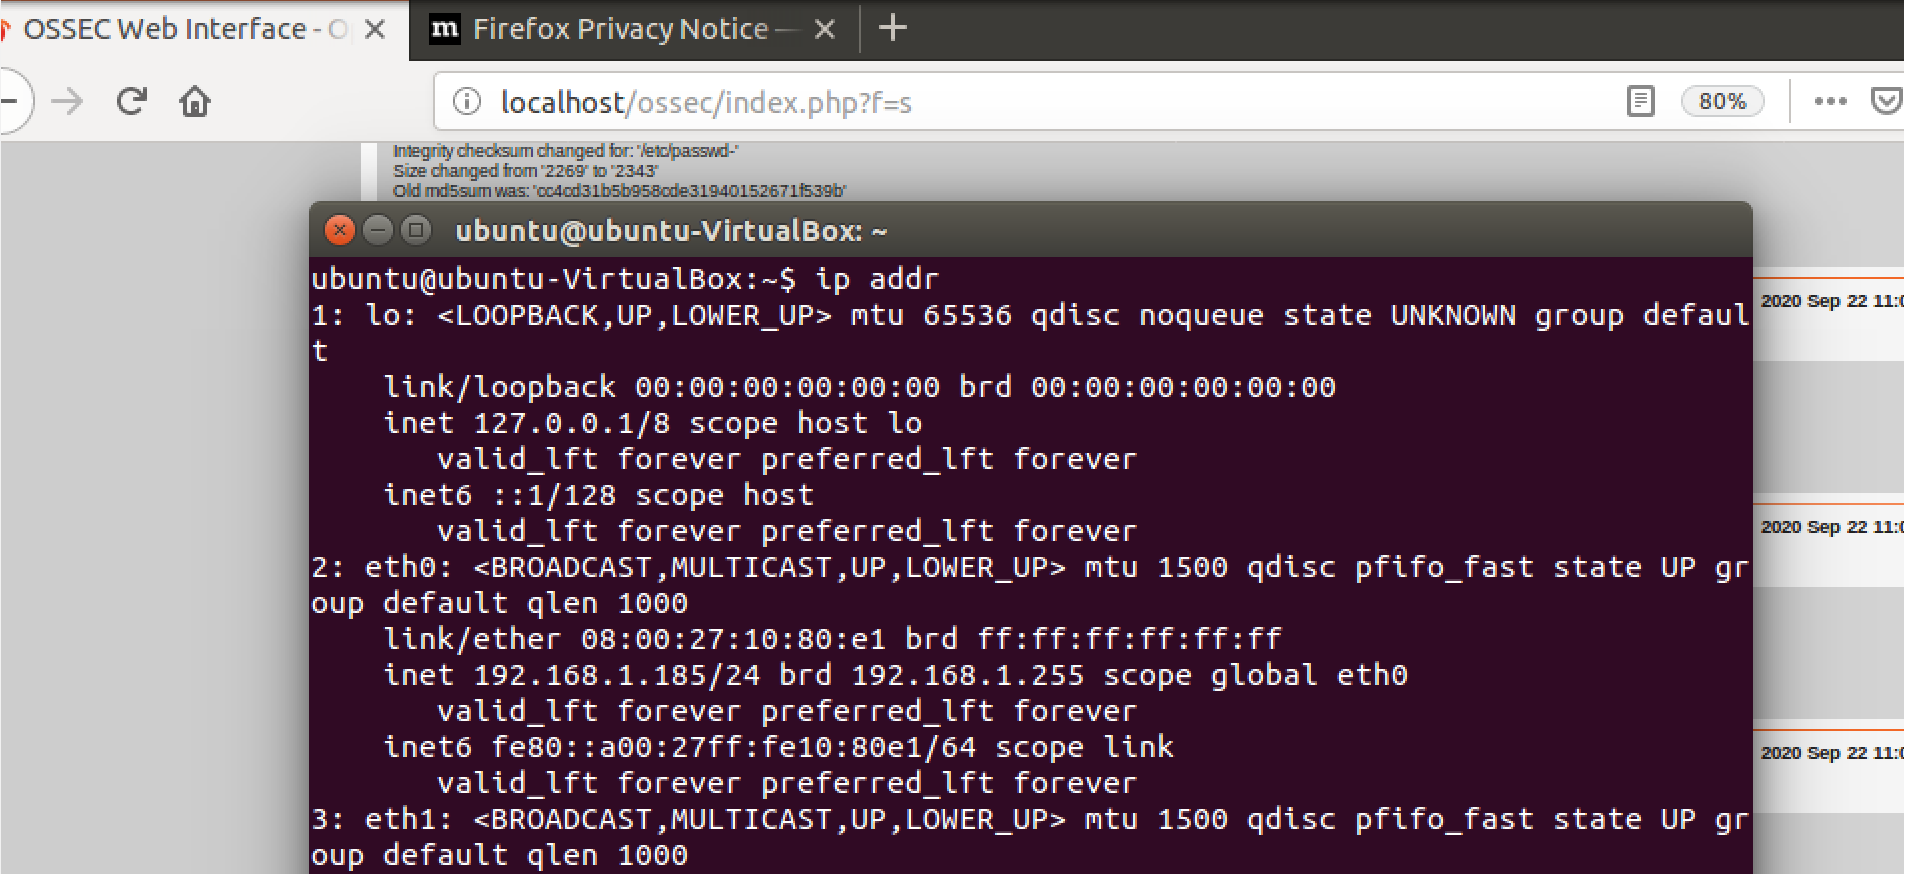 OSSEC Web Interface - O
Firefox Privacy Notice —
localhost/ossec/index.php?f=s
80%
Integrity checksum changed for: '/etc/passwd-'
Size changed from '2269' to '2343'
Old md5sum was: 'cc4cd31b5b958cde31940152671f539b'
ubuntu@ubuntu-VirtualBox: ~
ubuntu@ubuntu-VirtualBox:~$ ip addr
1: lo: <LOOPBACK,UP,LOWER_UP> mtu 65536 qdisc noqueue state UNKNOWN group defaul
t
link/loopback 00:00:00:00:00:00 brd 00:00:00:00:00:00
inet 127.0.0.1/8 scope host lo
valid_lft forever preferred_lft forever
inet6 ::1/128 scope host
valid_lft forever preferred_lft forever
2: eth0: <BROADCAST,MULTICAST,UP,LOWER_UP> mtu 1500 qdisc pfifo_fast state UP gr
oup default qlen 1000
link/ether 08:00:27:10:80:e1 brd ff:ff:ff:ff:ff:ff
inet 192.168.1.185/24 brd 192.168.1.255 scope global eth0
valid_lft forever preferred_lft forever
inet6 fe80::a00:27ff:fe10:80e1/64 scope link
valid_lft forever preferred_lft forever
3: eth1: <BROADCAST,MULTICAST,UP,LOWER_UP> mtu 1500 qdisc pfifo_fast state UP gr
oup default qlen 1000
2020 Sep 22 11:0
2020 Sep 22 11:0
2020 Sep 22 11:0